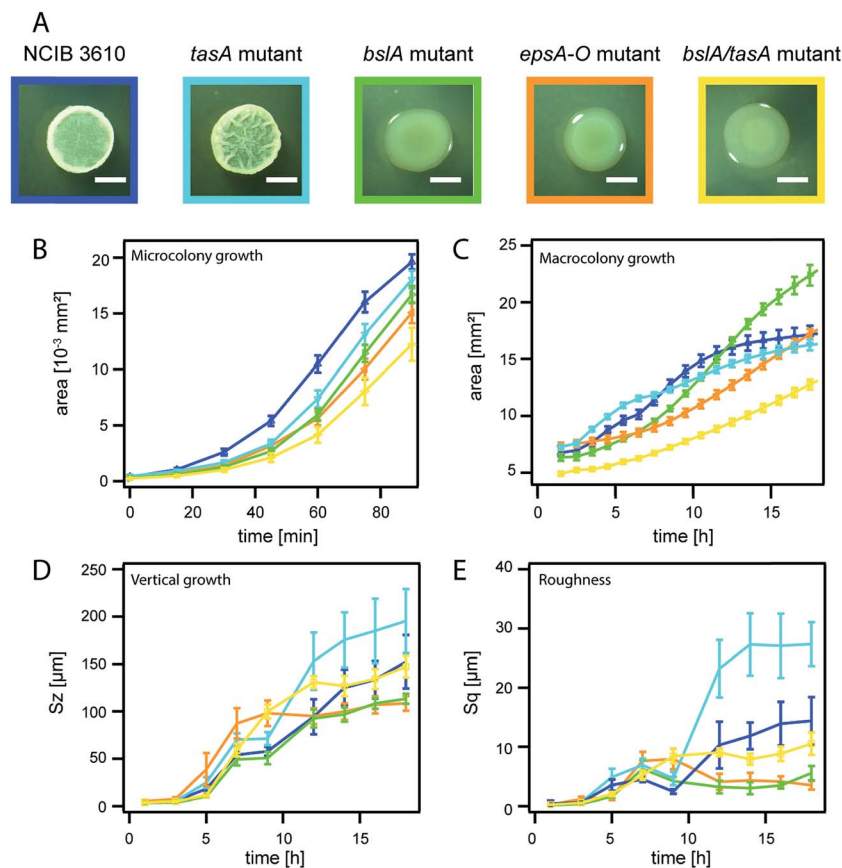 A
NCIB 3610
tasA mutant
bslA mutant
epsA-O mutant
bslA/tasA mutant
B
Microcolony growth
area [10⁻³ mm²]
20
15
10
5
0
0 20 40 60 80
time [min]
C
Macrocolony growth
area [mm²]
25
20
15
10
5
0 5 10 15
time [h]
D
Vertical growth
Sz [µm]
250
200
150
100
50
0
0 5 10 15
time [h]
E
Roughness
Sq [µm]
40
30
20
10
0
0 5 10 15
time [h]